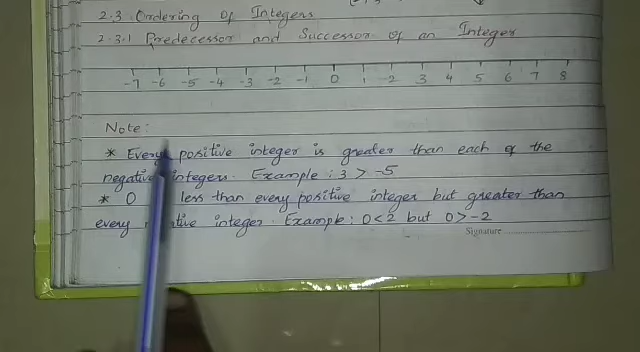 2.3 Ordering Of Integers
2.3.1 Predecessor and Successor of an Integer
-7 -6 -5 -4 -3 -2 -1 0 1 2 3 4 5 6 7 8
Note:
* Every positive integer is greater than each of the
negative integers. Example : 3 > -5
* 0 less than every positive integer but greater than
every integer. Example: 0<2 but 0>-2
Signature